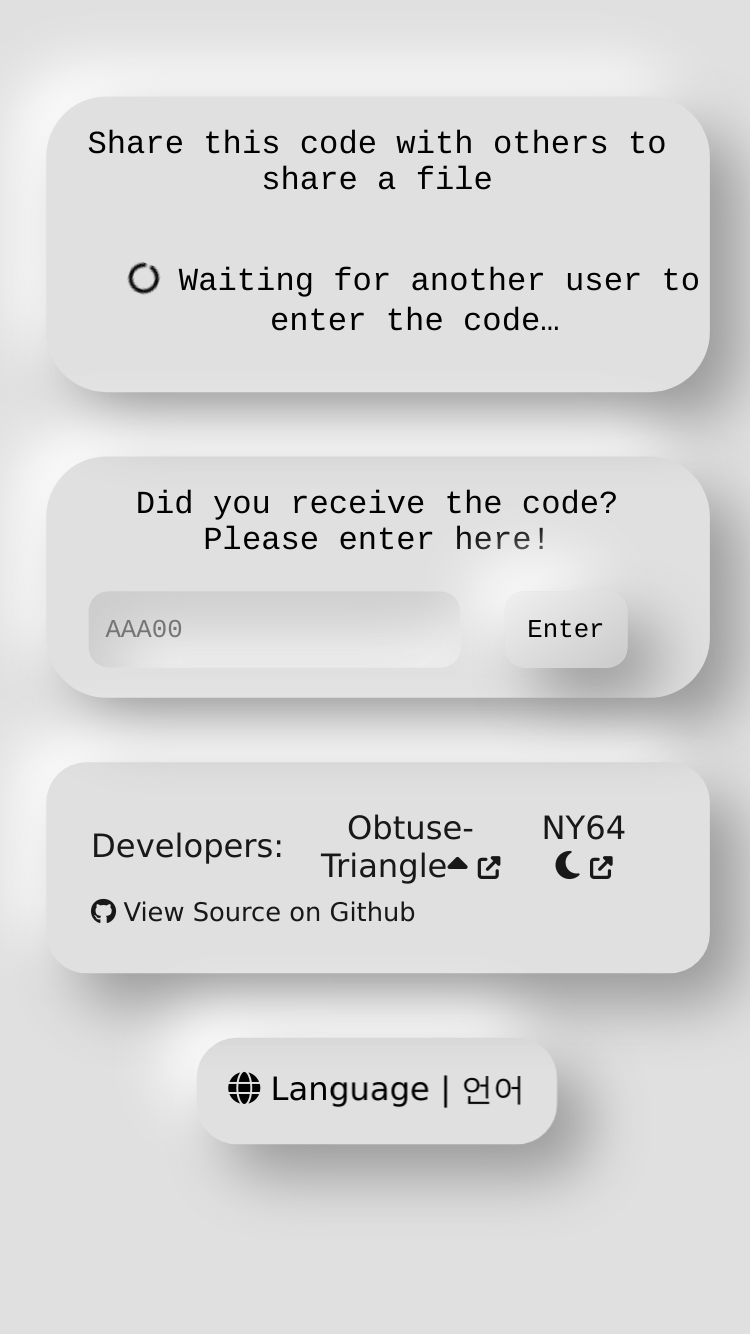 Share this code with others to
share a file
Waiting for another user to
enter the code…
Did you receive the code?
Please enter here!
AAA00
Enter
Developers:
Obtuse-
Triangle
NY64
View Source on Github
Language | 언어